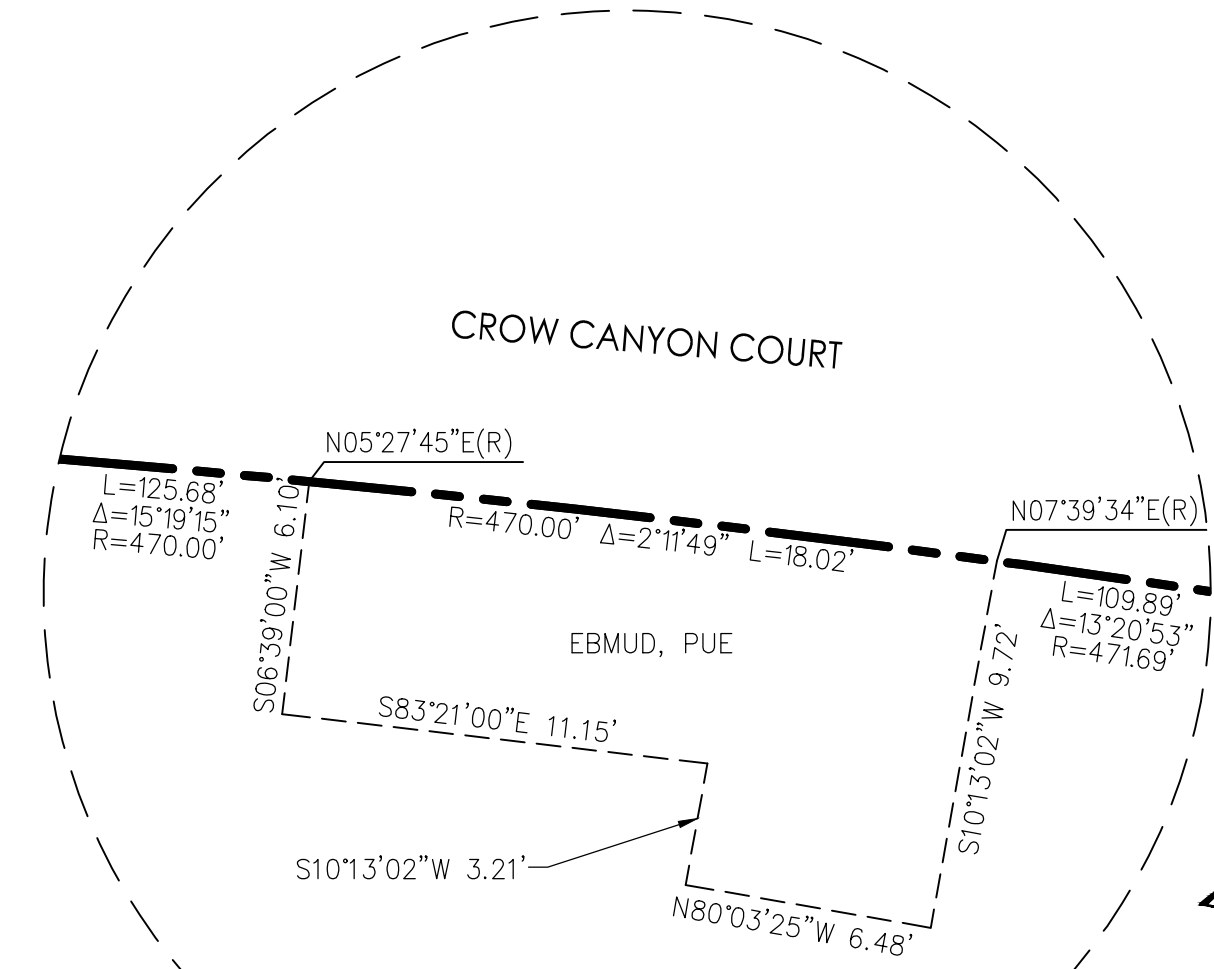 CROW CANYON COURT
N05°27'45"E(R)
L=125.68'
Δ=15°19'15"
R=470.00'
S06°39'00"W 6.10'
R=470.00' Δ=2°11'49" L=18.02'
N07°39'34"E(R)
L=109.89'
Δ=13°20'53"
R=471.69'
EBMUD, PUE
S83°21'00"E 11.15'
S10°13'02"W 9.72'
S10°13'02"W 3.21'
N80°03'25"W 6.48'